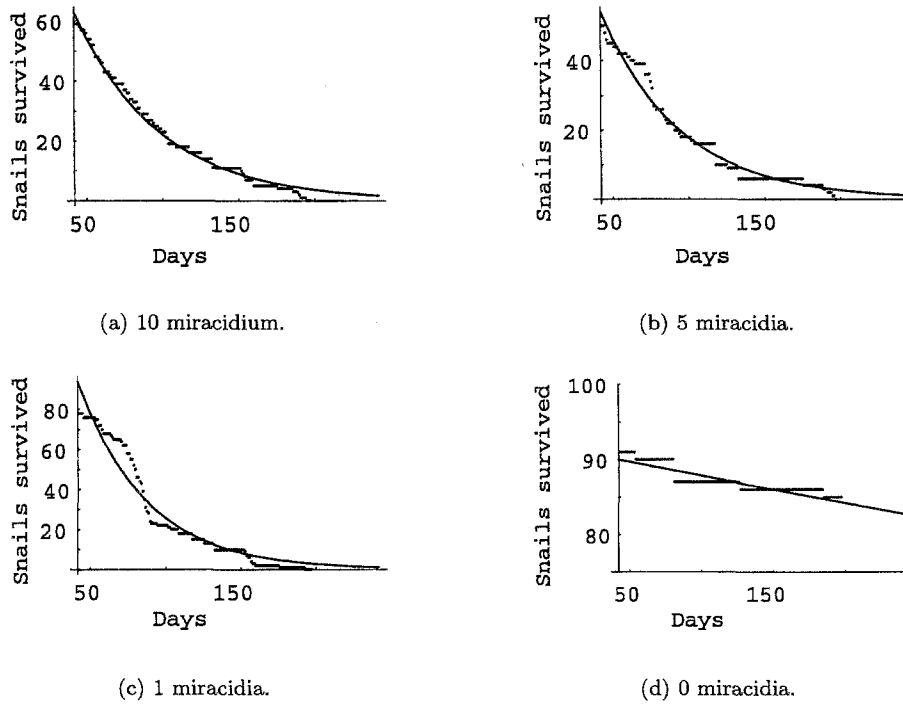 Snails survived
60
40
20
50
150
Days
(a) 10 miracidium.
Snails survived
40
20
50
150
Days
(b) 5 miracidia.
Snails survived
80
60
40
20
50
150
Days
(c) 1 miracidia.
Snails survived
100
90
80
50
150
Days
(d) 0 miracidia.